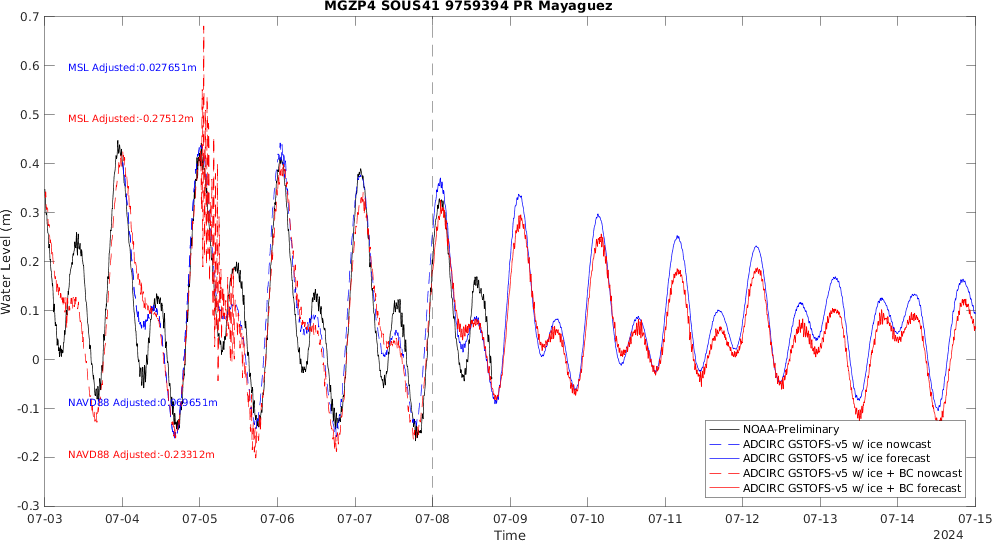 MGZP4 SOUS41 9759394 PR Mayaguez
0.7
0.6
0.5
0.4
0.3
0.2
0.1
0
-0.1
-0.2
-0.3
Water Level (m)
MSL Adjusted:0.027651m
MSL Adjusted:-0.27512m
NAVD88 Adjusted:0.069651m
NAVD88 Adjusted:-0.23312m
NOAA-Preliminary
ADCIRC GSTOFS-v5 w/ ice nowcast
ADCIRC GSTOFS-v5 w/ ice forecast
ADCIRC GSTOFS-v5 w/ ice + BC nowcast
ADCIRC GSTOFS-v5 w/ ice + BC forecast
07-03 07-04 07-05 07-06 07-07 07-08 07-09 07-10 07-11 07-12 07-13 07-14 07-15
Time
2024